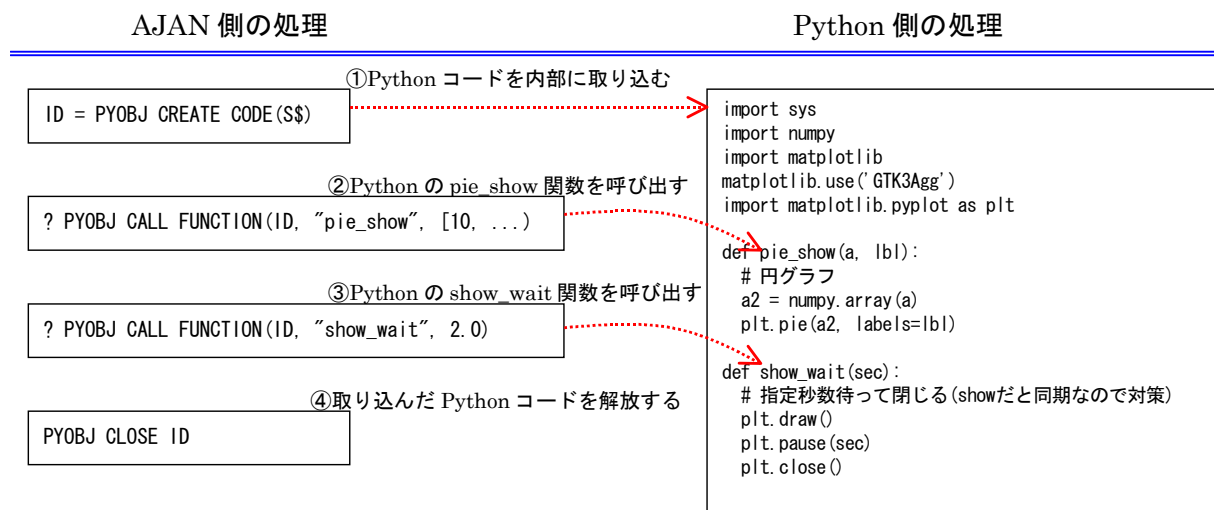 AJAN 側の処理
Python 側の処理
①Python コードを内部に取り込む
ID = PYOBJ CREATE CODE(S$)
②Python の pie_show 関数を呼び出す
? PYOBJ CALL FUNCTION(ID, "pie_show", [10, ...)
③Python の show_wait 関数を呼び出す
? PYOBJ CALL FUNCTION(ID, "show_wait", 2.0)
④取り込んだ Python コードを解放する
PYOBJ CLOSE ID
import sys
import numpy
import matplotlib
matplotlib.use('GTK3Agg')
import matplotlib.pyplot as plt
def pie_show(a, lbl):
# 円グラフ
a2 = numpy.array(a)
plt.pie(a2, labels=lbl)
def show_wait(sec):
# 指定秒数待って閉じる(showだと同期なので対策)
plt.draw()
plt.pause(sec)
plt.close()